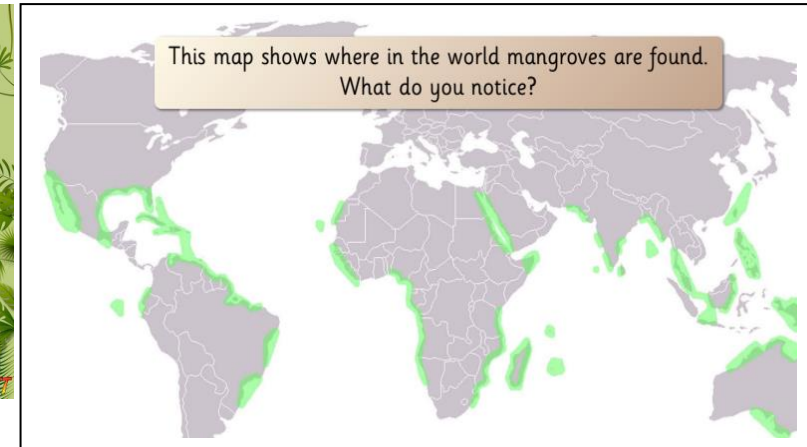 This map shows where in the world mangroves are found.
What do you notice?